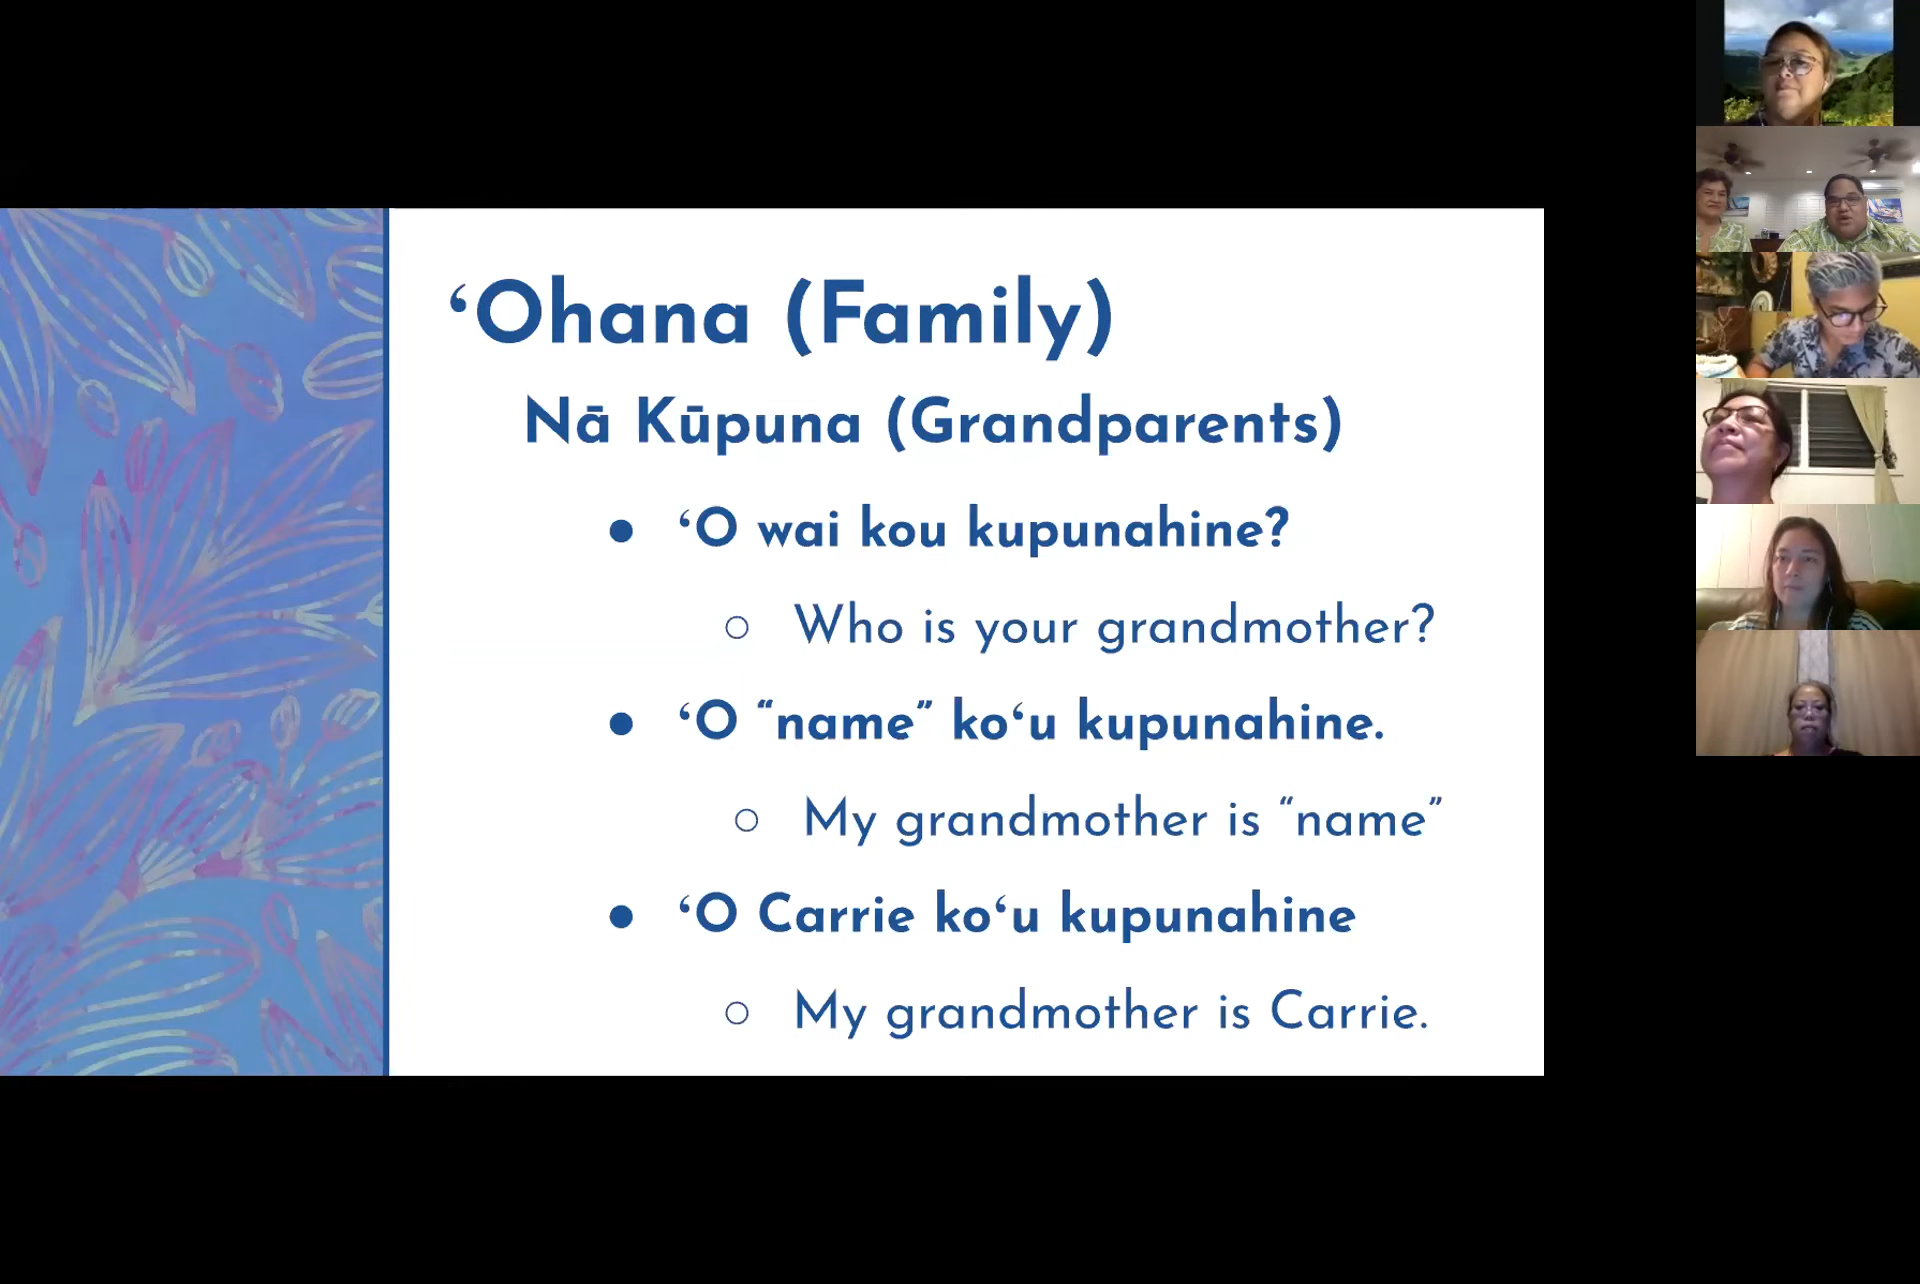 ʻOhana (Family)
Nā Kūpuna (Grandparents)
● ʻO wai kou kupunahine?
○ Who is your grandmother?
● ʻO “name” koʻu kupunahine.
○ My grandmother is “name”
● ʻO Carrie koʻu kupunahine
○ My grandmother is Carrie.